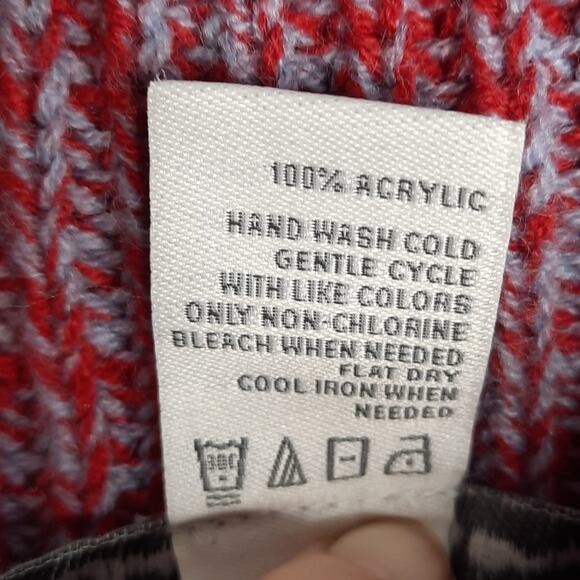 100% ACRYLIC
HAND WASH COLD
GENTLE CYCLE
WITH LIKE COLORS
ONLY NON-CHLORINE
BLEACH WHEN NEEDED
FLAT DRY
COOL IRON WHEN
NEEDED
30C